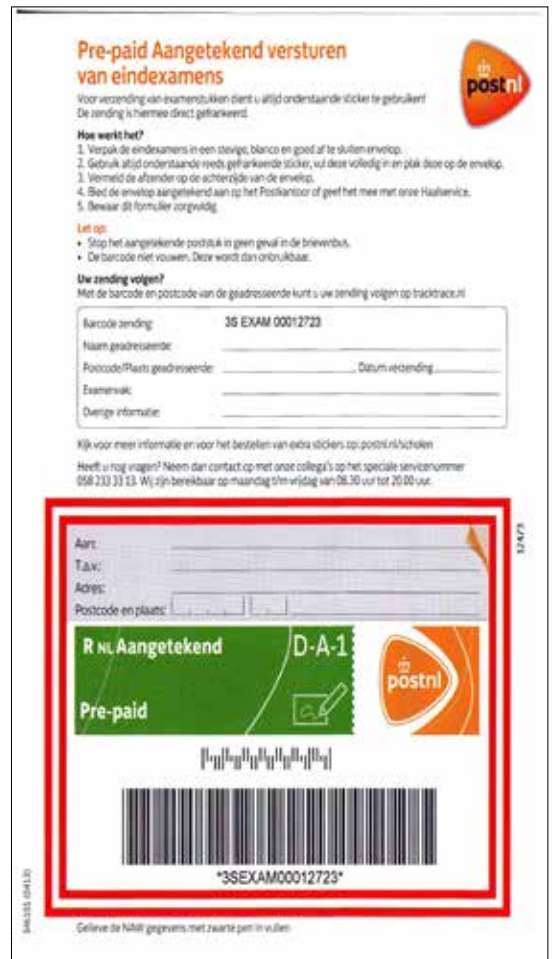 Pre-paid Aangetekend versturen
van eindexamens
postnl
Voor verzending van examenstukken dient u altijd onderstaande sticker te gebruiken!
De zending is hiermee direct gefrankeerd.
Hoe werkt het?
1. Verpak de eindexamens in een stevige, blanco en goed af te sluiten envelop.
2. Gebruik altijd onderstaande reeds gefrankeerde sticker, vul deze volledig in en plak deze op de envelop.
3. Vermeld de afzender op de achterzijde van de envelop.
4. Bied de envelop aangetekend aan op het Postkantoor of geef het mee met onze Haalservice.
5. Bewaar dit formulier zorgvuldig.
Let op:
• Stop het aangetekende poststuk in geen geval in de brievenbus.
• De barcode niet vouwen. Deze wordt dan onbruikbaar.
Uw zending volgen?
Met de barcode en postcode van de geadresseerde kunt u uw zending volgen op tracktrace.nl
Barcode zending: 3S EXAM 00012723
Naam geadresseerde:
Postcode/Plaats geadresseerde: Datum verzending
Examenvak:
Overige informatie:
Kijk voor meer informatie en voor het bestellen van extra stickers op: postnl.nl/scholen
Heeft u nog vragen? Neem dan contact op met onze collega's op het speciale servicenummer
058 233 33 13. Wij zijn bereikbaar op maandag t/m vrijdag van 08.30 uur tot 20.00 uur.
32473
Aan:
T.a.v.:
Adres:
Postcode en plaats:
R NL Aangetekend D-A-1
postnl
Pre-paid
*3SEXAM00012723*
Gelieve de NAW gegevens met zwarte pen in vullen